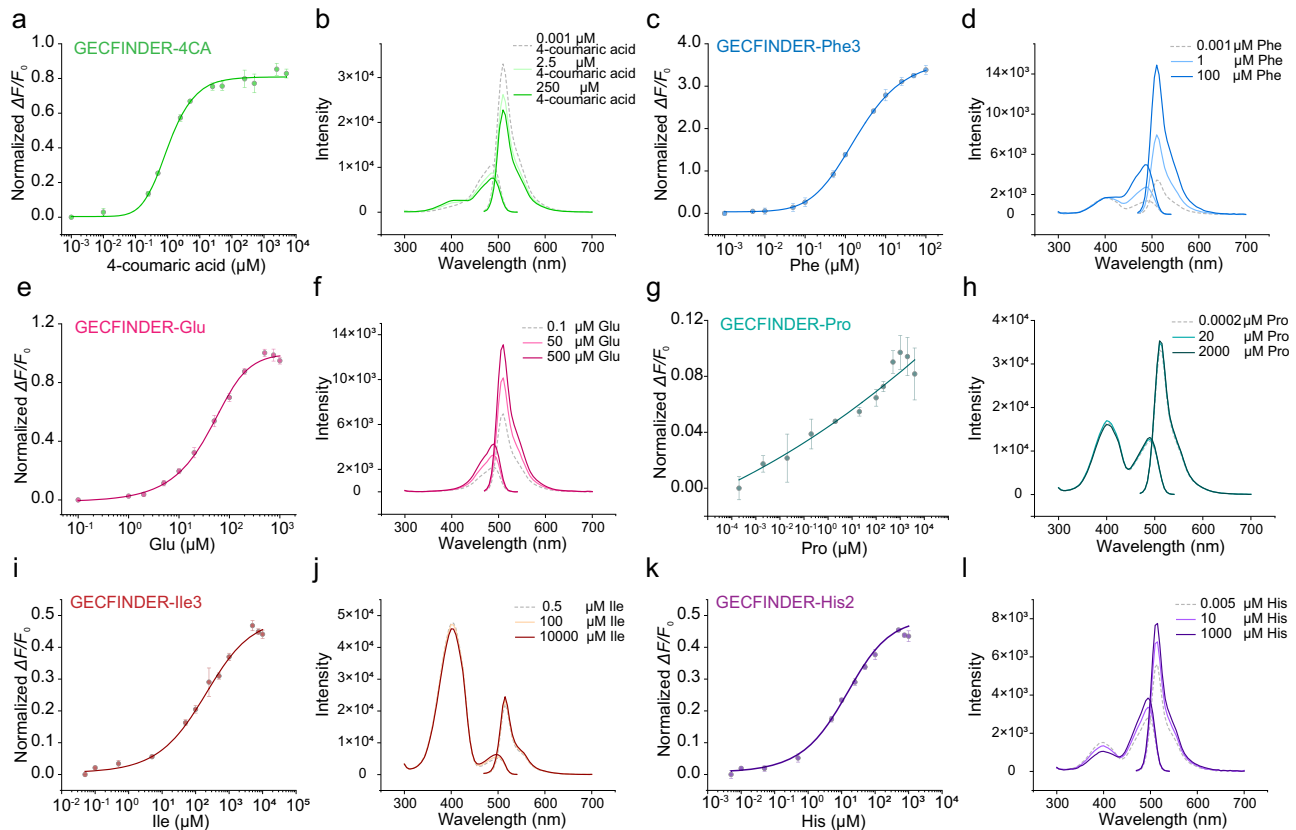 a
GECFINDER-4CA
Normalized ΔF/F₀
1.0
0.8
0.6
0.4
0.2
0.0
10⁻³ 10⁻² 10⁻¹ 10⁰ 10¹ 10² 10³ 10⁴
4-coumaric acid (µM)
b
0.001 µM
4-coumaric acid
2.5 µM
4-coumaric acid
250 µM
4-coumaric acid
Intensity
3×10⁴
2×10⁴
1×10⁴
0
300 400 500 600 700
Wavelength (nm)
c
GECFINDER-Phe3
Normalized ΔF/F₀
4.0
3.0
2.0
1.0
0.0
10⁻³ 10⁻² 10⁻¹ 10⁰ 10¹ 10²
Phe (µM)
d
0.001 µM Phe
1 µM Phe
100 µM Phe
Intensity
14×10³
10×10³
6×10³
2×10³
0
300 400 500 600 700
Wavelength (nm)
e
GECFINDER-Glu
Normalized ΔF/F₀
1.2
0.8
0.4
0.0
10⁻¹ 10⁰ 10¹ 10² 10³
Glu (µM)
f
0.1 µM Glu
50 µM Glu
500 µM Glu
Intensity
14×10³
10×10³
6×10³
2×10³
0
300 400 500 600 700
Wavelength (nm)
g
GECFINDER-Pro
Normalized ΔF/F₀
0.12
0.08
0.04
0.00
10⁻⁴ 10⁻³ 10⁻² 10⁻¹ 10⁰ 10¹ 10² 10³ 10⁴
Pro (µM)
h
0.0002 µM Pro
20 µM Pro
2000 µM Pro
Intensity
4×10⁴
3×10⁴
2×10⁴
1×10⁴
0
300 400 500 600 700
Wavelength (nm)
i
GECFINDER-Ile3
Normalized ΔF/F₀
0.5
0.4
0.3
0.2
0.1
0.0
10⁻² 10⁻¹ 10⁰ 10¹ 10² 10³ 10⁴ 10⁵
Ile (µM)
j
0.5 µM Ile
100 µM Ile
10000 µM Ile
Intensity
5×10⁴
4×10⁴
3×10⁴
2×10⁴
1×10⁴
0
300 400 500 600 700
Wavelength (nm)
k
GECFINDER-His2
Normalized ΔF/F₀
0.5
0.4
0.3
0.2
0.1
0.0
10⁻³ 10⁻² 10⁻¹ 10⁰ 10¹ 10² 10³ 10⁴
His (µM)
l
0.005 µM His
10 µM His
1000 µM His
Intensity
8×10³
6×10³
4×10³
2×10³
0
300 400 500 600 700
Wavelength (nm)